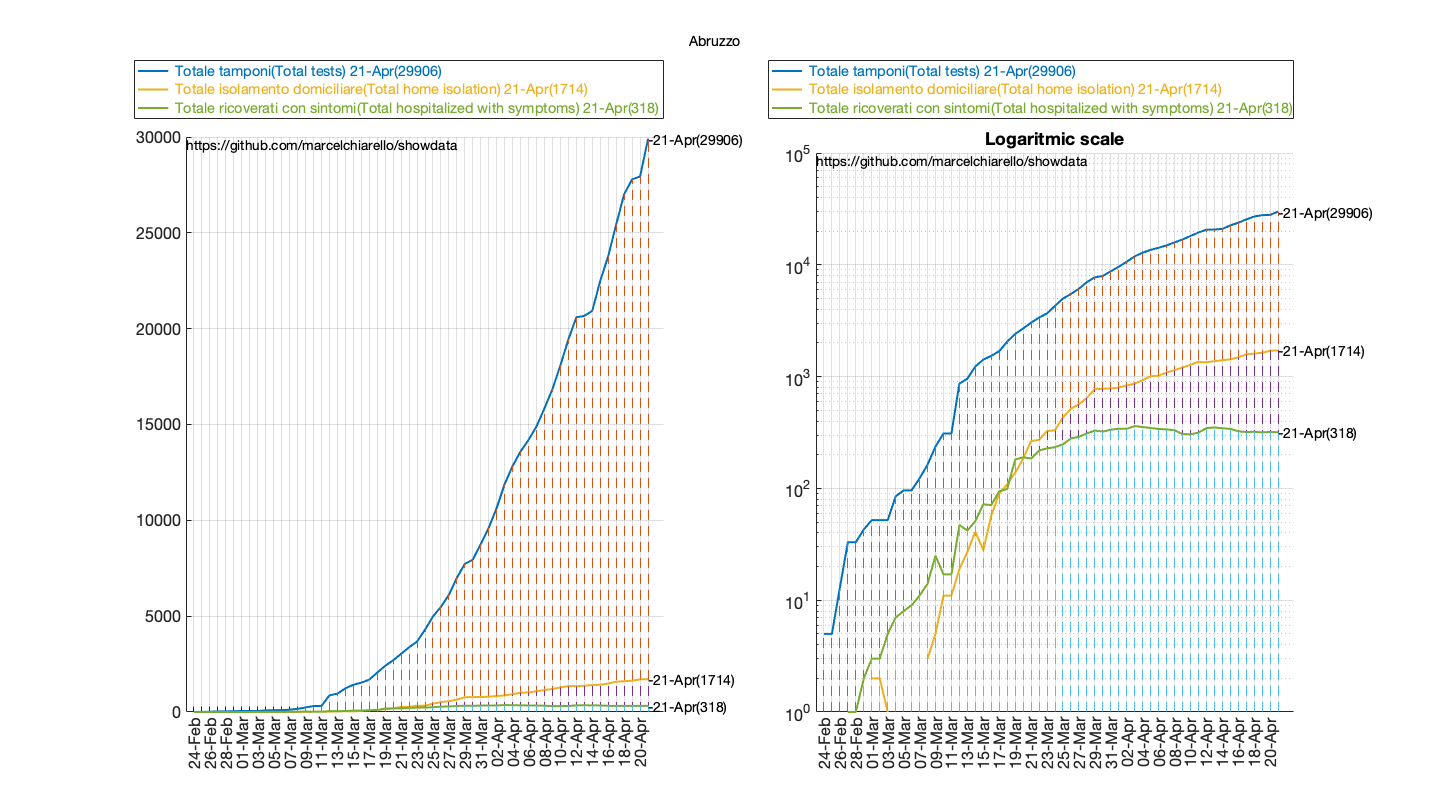 Abruzzo
Totale tamponi(Total tests) 21-Apr(29906)
Totale isolamento domiciliare(Total home isolation) 21-Apr(1714)
Totale ricoverati con sintomi(Total hospitalized with symptoms) 21-Apr(318)
https://github.com/marcelchiarello/showdata
30000
25000
20000
15000
10000
5000
0
21-Apr(29906)
21-Apr(1714)
21-Apr(318)
24-Feb
26-Feb
28-Feb
01-Mar
03-Mar
05-Mar
07-Mar
09-Mar
11-Mar
13-Mar
15-Mar
17-Mar
19-Mar
21-Mar
23-Mar
25-Mar
27-Mar
29-Mar
31-Mar
02-Apr
04-Apr
06-Apr
08-Apr
10-Apr
12-Apr
14-Apr
16-Apr
18-Apr
20-Apr
Totale tamponi(Total tests) 21-Apr(29906)
Totale isolamento domiciliare(Total home isolation) 21-Apr(1714)
Totale ricoverati con sintomi(Total hospitalized with symptoms) 21-Apr(318)
Logaritmic scale
https://github.com/marcelchiarello/showdata
10^5
10^4
10^3
10^2
10^1
10^0
21-Apr(29906)
21-Apr(1714)
21-Apr(318)
24-Feb
26-Feb
28-Feb
01-Mar
03-Mar
05-Mar
07-Mar
09-Mar
11-Mar
13-Mar
15-Mar
17-Mar
19-Mar
21-Mar
23-Mar
25-Mar
27-Mar
29-Mar
31-Mar
02-Apr
04-Apr
06-Apr
08-Apr
10-Apr
12-Apr
14-Apr
16-Apr
18-Apr
20-Apr